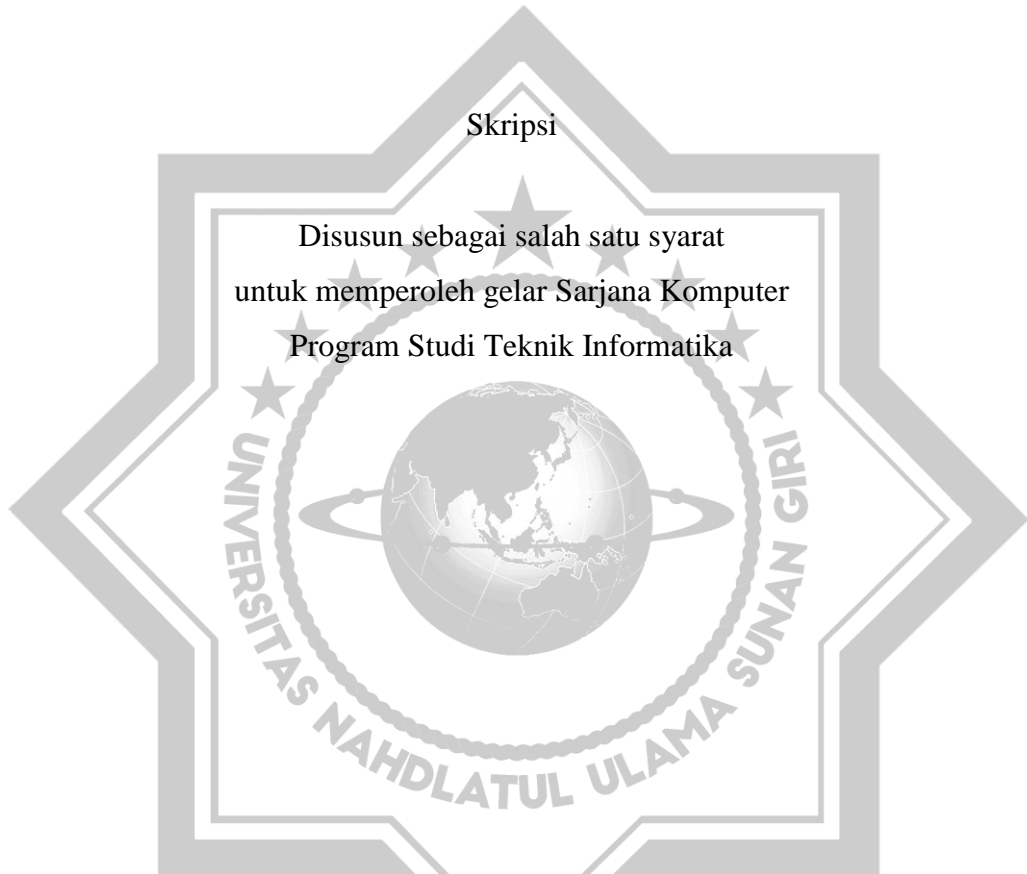 Skripsi
Disusun sebagai salah satu syarat
untuk memperoleh gelar Sarjana Komputer
Program Studi Teknik Informatika
UNIVERSITAS NAHDLATUL ULAMA SUNAN GIRI